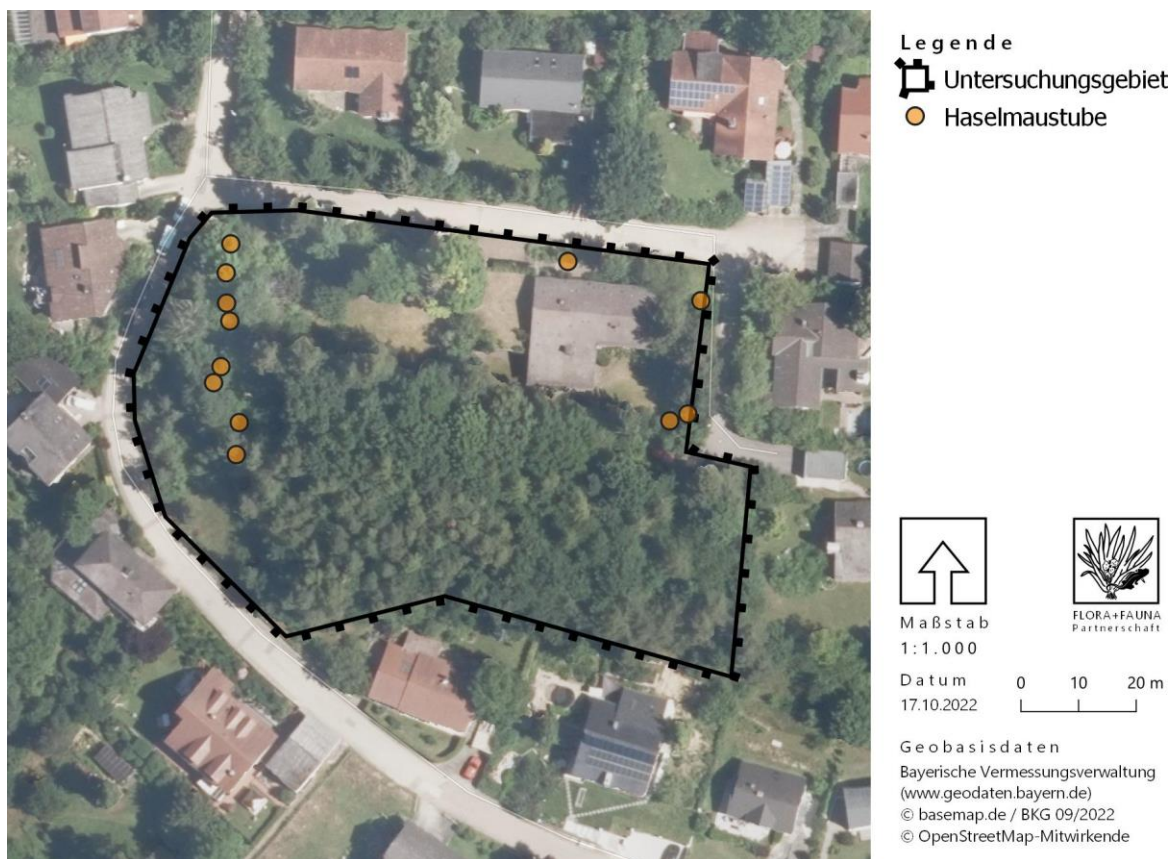 Legende
Untersuchungsgebiet
Haselmaustube
FLORA+FAUNA
Partnerschaft
Maßstab
1:1.000
Datum
17.10.2022
0 10 20 m
Geobasisdaten
Bayerische Vermessungsverwaltung
(www.geodaten.bayern.de)
© basemap.de / BKG 09/2022
© OpenStreetMap-Mitwirkende